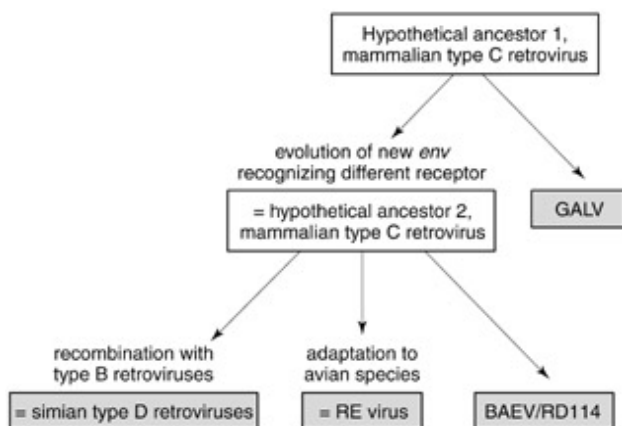 Hypothetical ancestor 1,
mammalian type C retrovirus
evolution of new env
recognizing different receptor
= hypothetical ancestor 2,
mammalian type C retrovirus
GALV
recombination with
type B retroviruses
= simian type D retroviruses
adaptation to
avian species
= RE virus
BAEV/RD114